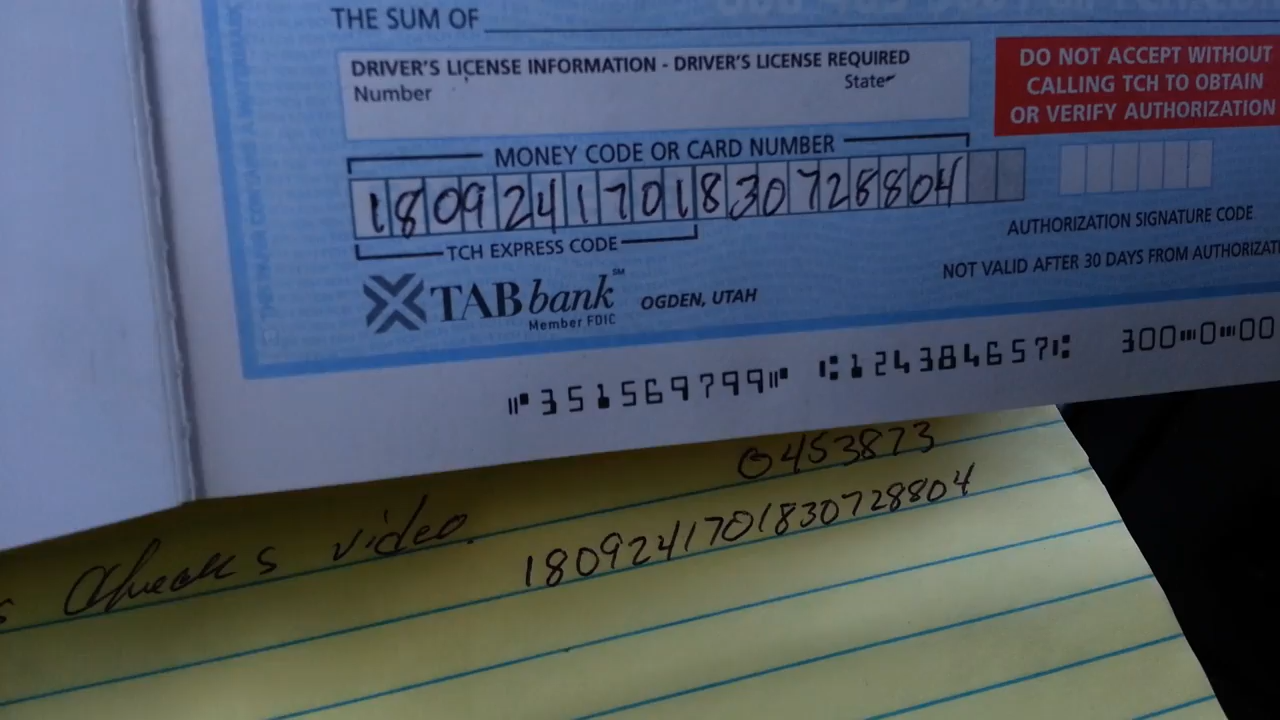 THE SUM OF
DRIVER'S LICENSE INFORMATION - DRIVER'S LICENSE REQUIRED
Number State
DO NOT ACCEPT WITHOUT
CALLING TCH TO OBTAIN
OR VERIFY AUTHORIZATION
MONEY CODE OR CARD NUMBER
1809241701830728804
TCH EXPRESS CODE
AUTHORIZATION SIGNATURE CODE
NOT VALID AFTER 30 DAYS FROM AUTHORIZAT
TAB bank℠ OGDEN, UTAH
Member FDIC
⑈351569799⑈ ⑆124384657⑆ 300⑈0⑈00
0453873
Checks video.
1809241701830728804